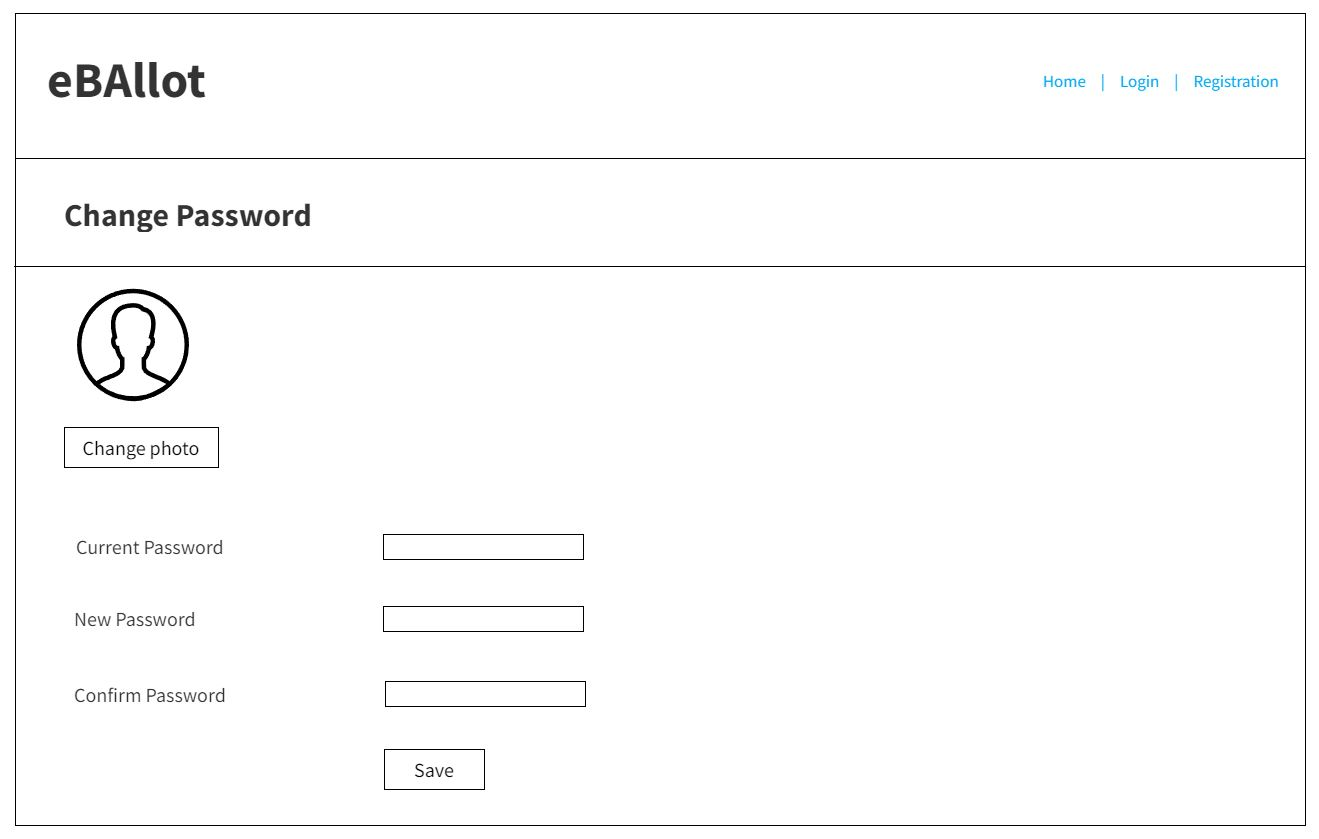 eBAllot
Home | Login | Registration
Change Password
Change photo
Current Password
New Password
Confirm Password
Save